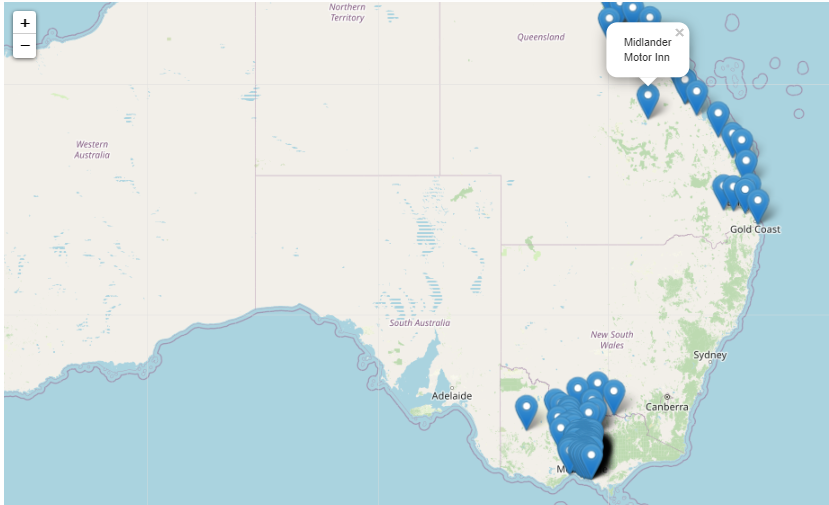 +
−
Northern
Territory
Queensland
×
Midlander
Motor Inn
Western
Australia
Gold Coast
South Australia
New South
Wales
Sydney
Adelaide
Canberra
M